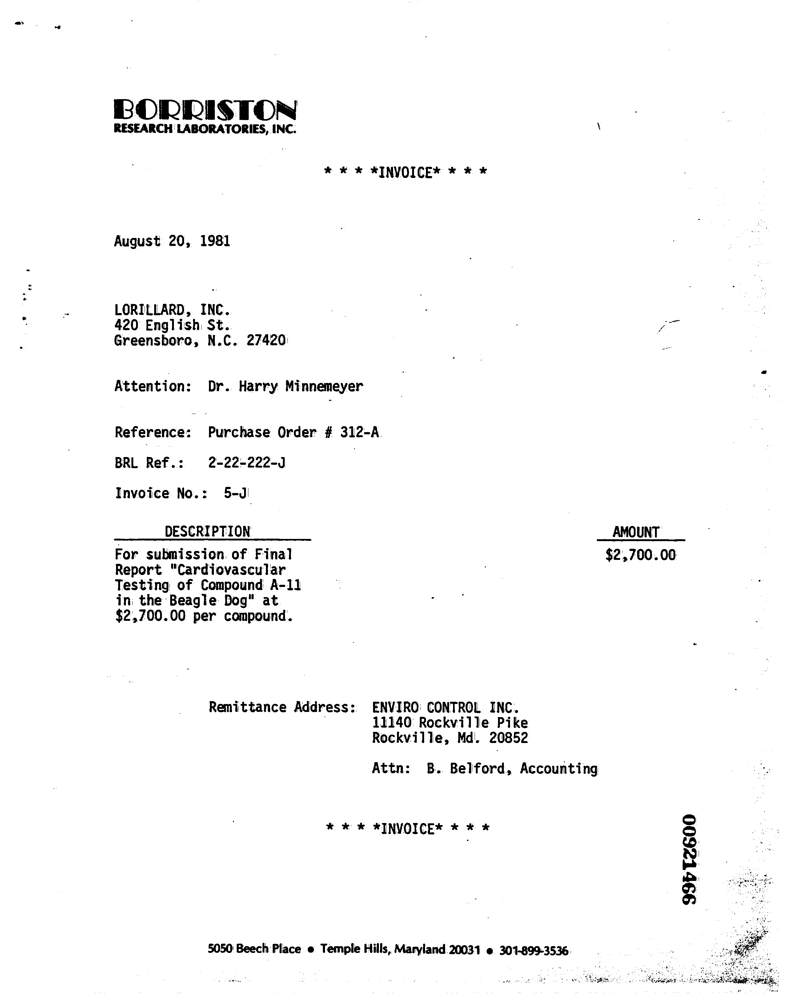 BORRISTON
RESEARCH LABORATORIES, INC.
* * * *INVOICE* * * *
August 20, 1981
LORILLARD, INC.
420 English St.
Greensboro, N.C. 27420
Attention: Dr. Harry Minnemeyer
Reference: Purchase Order # 312-A
BRL Ref.: 2-22-222-J
Invoice No.: 5-J
DESCRIPTION AMOUNT
For submission of Final $2,700.00
Report "Cardiovascular
Testing of Compound A-11
in the Beagle Dog" at
$2,700.00 per compound.
Remittance Address: ENVIRO CONTROL INC.
11140 Rockville Pike
Rockville, Md. 20852
Attn: B. Belford, Accounting
* * * *INVOICE* * * *
00921466
5050 Beech Place • Temple Hills, Maryland 20031 • 301-899-3536